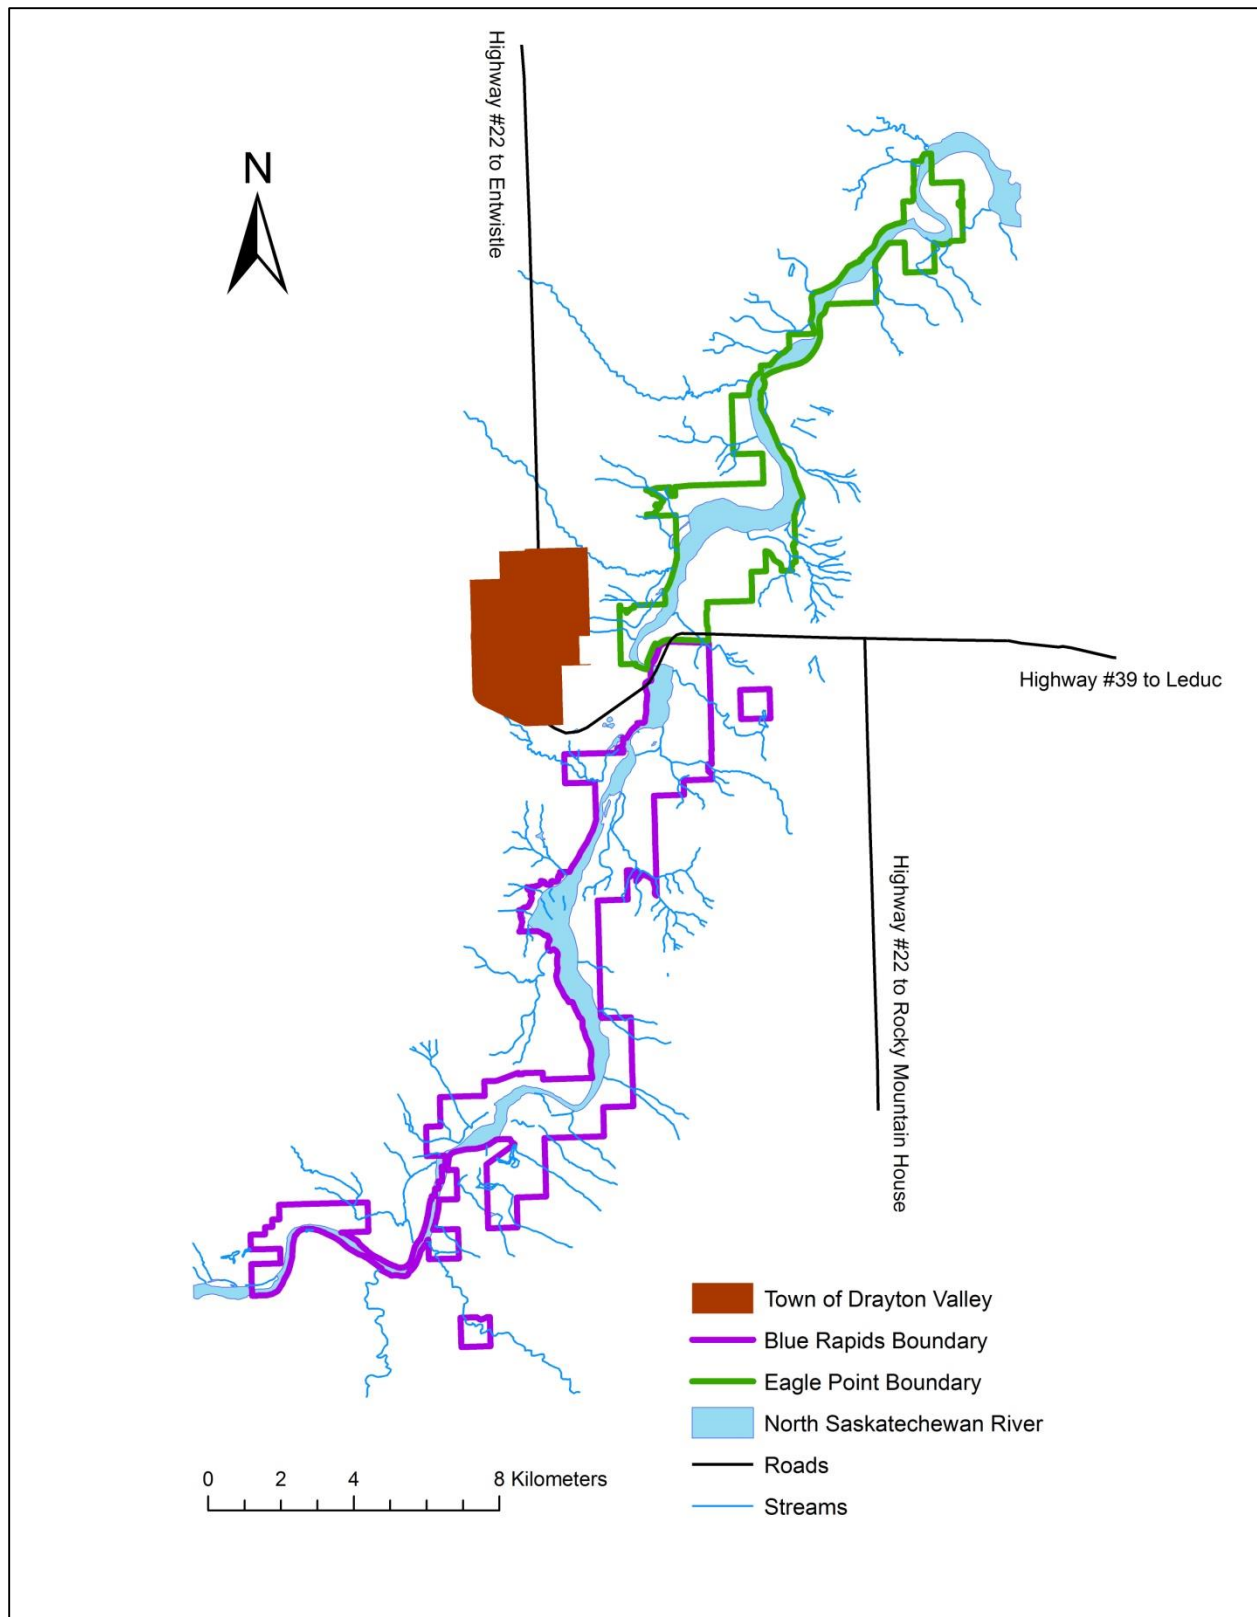 Highway #22 to Entwistle
N
Highway #39 to Leduc
Highway #22 to Rocky Mountain House
Town of Drayton Valley
Blue Rapids Boundary
Eagle Point Boundary
North Saskatechewan River
Roads
Streams
0 2 4 8 Kilometers